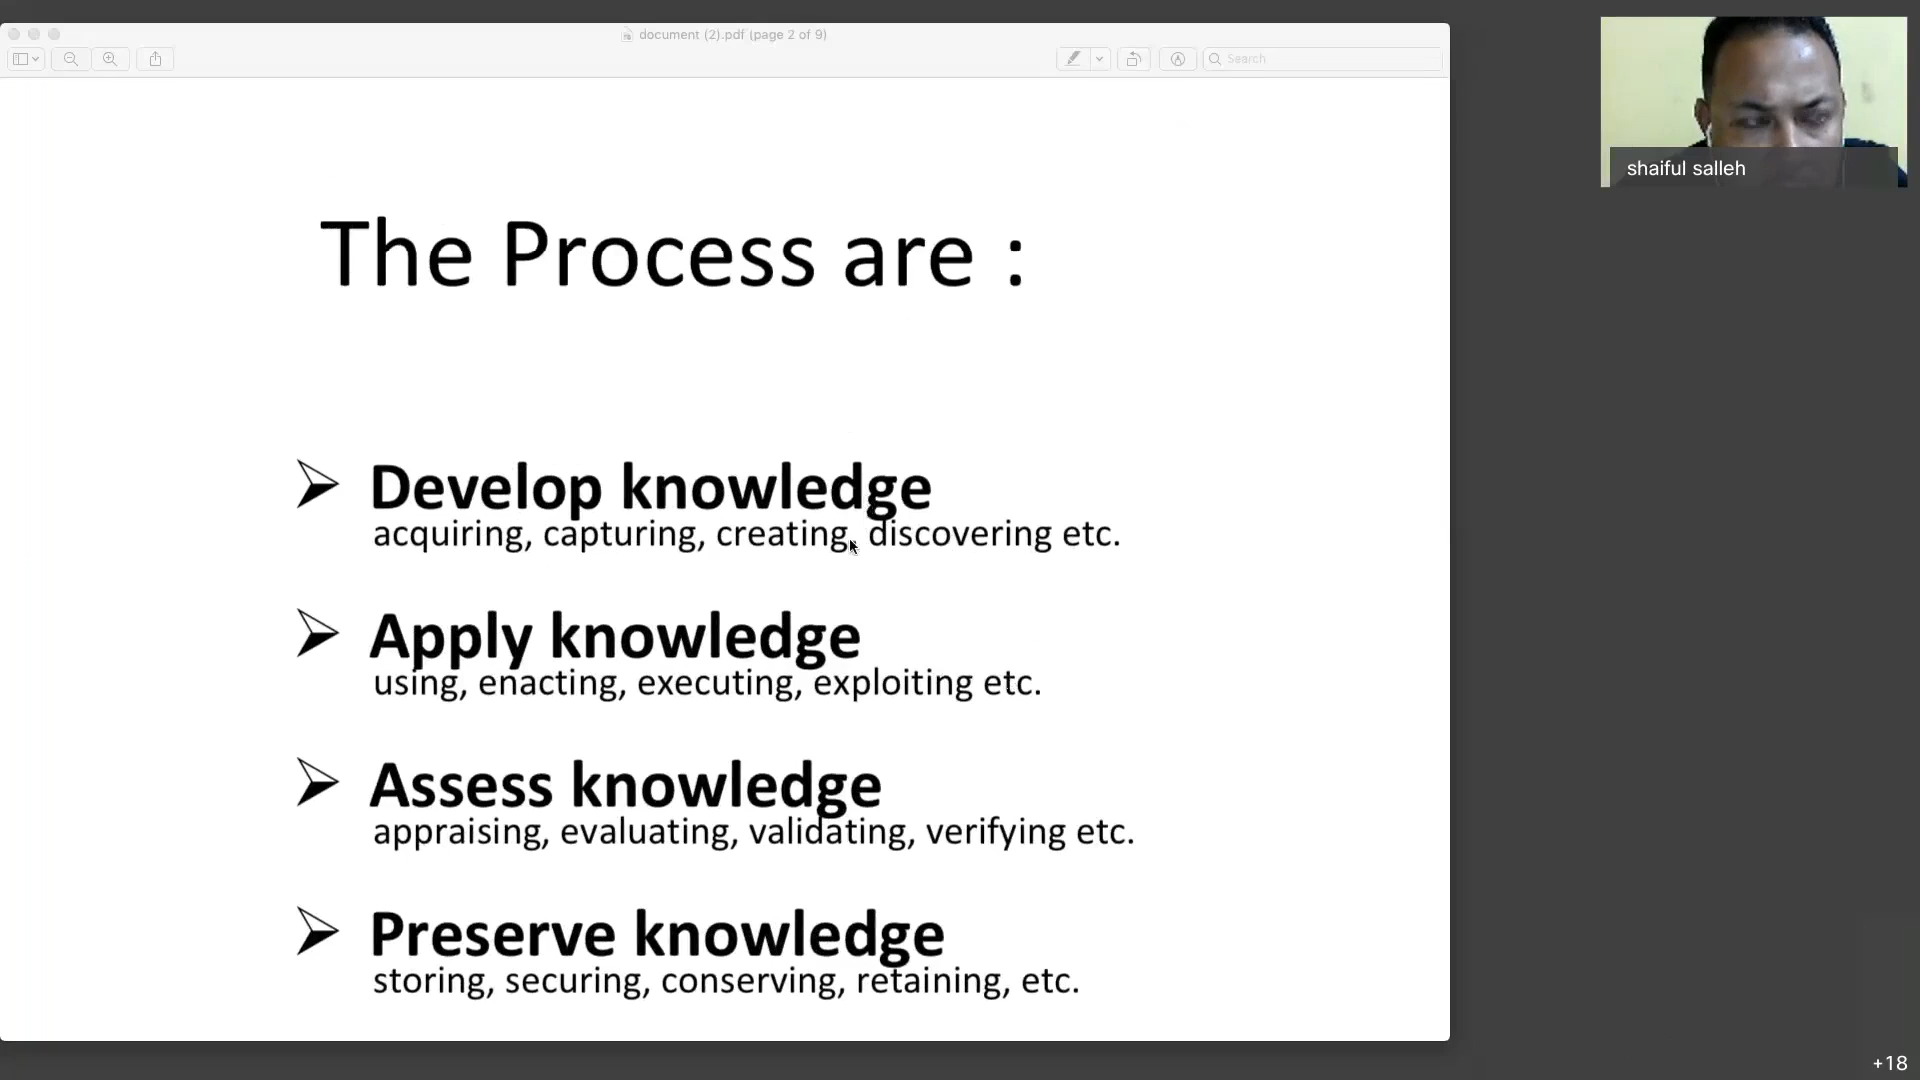 document (2).pdf (page 2 of 9)
Search
shaiful salleh
The Process are :
Develop knowledge
acquiring, capturing, creating, discovering etc.
Apply knowledge
using, enacting, executing, exploiting etc.
Assess knowledge
appraising, evaluating, validating, verifying etc.
Preserve knowledge
storing, securing, conserving, retaining, etc.
+18